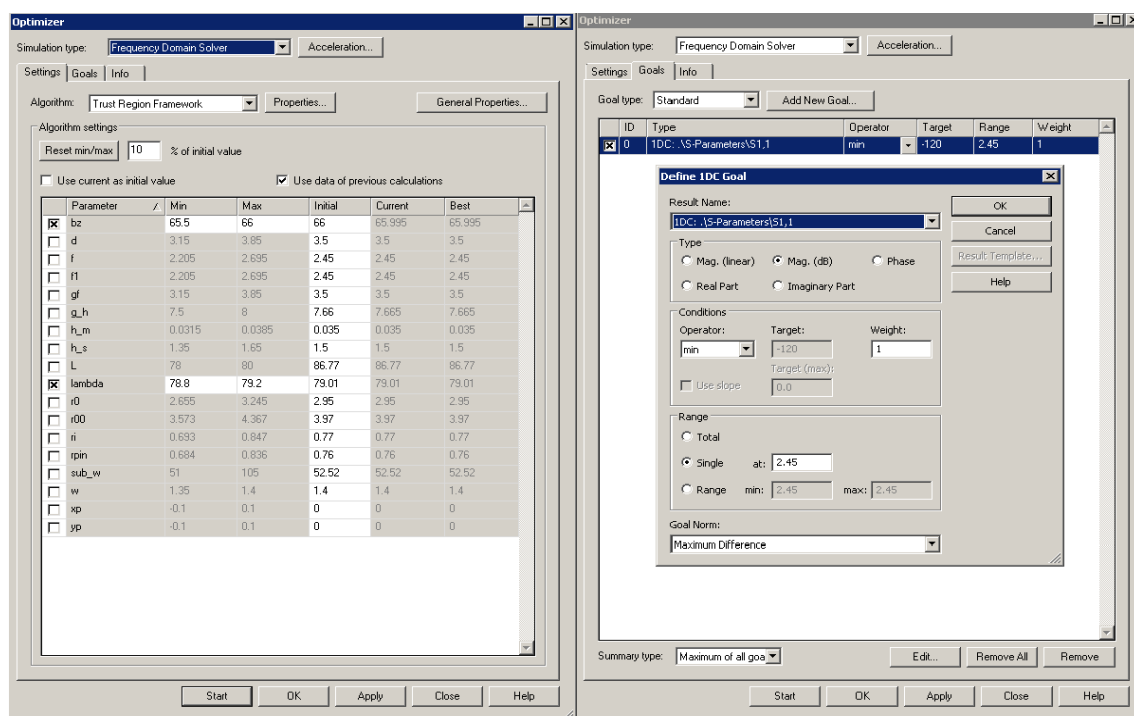 Optimizer
Simulation type: Frequency Domain Solver Acceleration...
Settings Goals Info
Algorithm: Trust Region Framework Properties... General Properties...
Algorithm settings
Reset min/max 10 % of initial value
Use current as initial value Use data of previous calculations
Parameter Min Max Initial Current Best
bz 65.5 66 66 65.995 65.995
d 3.15 3.85 3.5 3.5 3.5
f 2.205 2.695 2.45 2.45 2.45
f1 2.205 2.695 2.45 2.45 2.45
gf 3.15 3.85 3.5 3.5 3.5
g_h 7.5 8 7.66 7.665 7.665
h_m 0.0315 0.0385 0.035 0.035 0.035
h_s 1.35 1.65 1.5 1.5 1.5
L 78 80 86.77 86.77 86.77
lambda 78.8 79.2 79.01 79.01 79.01
r0 2.655 3.245 2.95 2.95 2.95
r00 3.573 4.367 3.97 3.97 3.97
ri 0.693 0.847 0.77 0.77 0.77
rpin 0.684 0.836 0.76 0.76 0.76
sub_w 51 105 52.52 52.52 52.52
w 1.35 1.4 1.4 1.4 1.4
xp -0.1 0.1 0 0 0
yp -0.1 0.1 0 0 0
Start OK Apply Close Help
Optimizer
Simulation type: Frequency Domain Solver Acceleration...
Settings Goals Info
Goal type: Standard Add New Goal...
ID Type Operator Target Range Weight
0 1DC: .\S-Parameters\S1,1 min -120 2.45 1
Define 1DC Goal
Result Name:
1DC: .\S-Parameters\S1,1
OK
Cancel
Result Template...
Help
Type
Mag. (linear) Mag. (dB) Phase
Real Part Imaginary Part
Conditions
Operator: Target: Weight:
min -120 1
Target (max):
Use slope 0.0
Range
Total
Single at: 2.45
Range min: 2.45 max: 2.45
Goal Norm:
Maximum Difference
Summary type: Maximum of all goa Edit... Remove All Remove
Start OK Apply Close Help